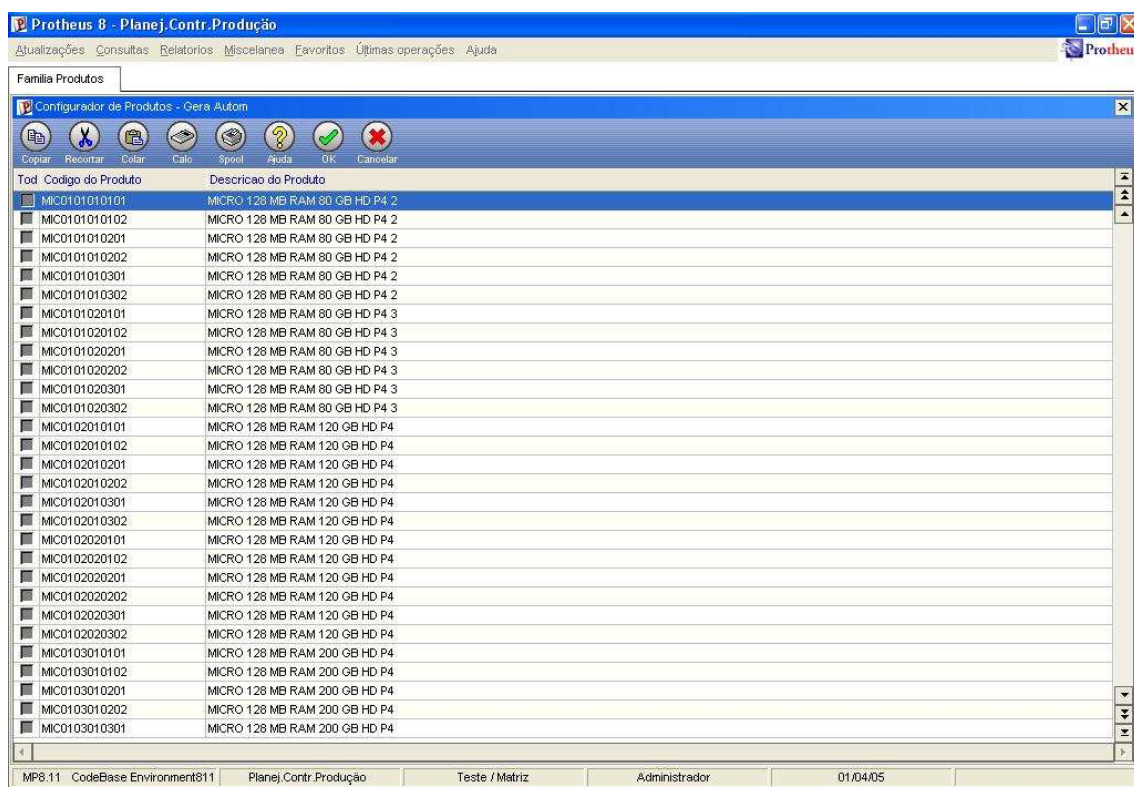 Protheus 8 - Planej.Contr.Produção
Atualizações Consultas Relatorios Miscelanea Favoritos Últimas operações Ajuda
Protheu
Familia Produtos
Configurador de Produtos - Gera Autom
Copiar Recortar Colar Calc Spool Ajuda OK Cancelar
Tod Codigo do Produto Descricao do Produto
MIC0101010101 MICRO 128 MB RAM 80 GB HD P4 2
MIC0101010102 MICRO 128 MB RAM 80 GB HD P4 2
MIC0101010201 MICRO 128 MB RAM 80 GB HD P4 2
MIC0101010202 MICRO 128 MB RAM 80 GB HD P4 2
MIC0101010301 MICRO 128 MB RAM 80 GB HD P4 2
MIC0101010302 MICRO 128 MB RAM 80 GB HD P4 2
MIC0101020101 MICRO 128 MB RAM 80 GB HD P4 3
MIC0101020102 MICRO 128 MB RAM 80 GB HD P4 3
MIC0101020201 MICRO 128 MB RAM 80 GB HD P4 3
MIC0101020202 MICRO 128 MB RAM 80 GB HD P4 3
MIC0101020301 MICRO 128 MB RAM 80 GB HD P4 3
MIC0101020302 MICRO 128 MB RAM 80 GB HD P4 3
MIC0102010101 MICRO 128 MB RAM 120 GB HD P4
MIC0102010102 MICRO 128 MB RAM 120 GB HD P4
MIC0102010201 MICRO 128 MB RAM 120 GB HD P4
MIC0102010202 MICRO 128 MB RAM 120 GB HD P4
MIC0102010301 MICRO 128 MB RAM 120 GB HD P4
MIC0102010302 MICRO 128 MB RAM 120 GB HD P4
MIC0102020101 MICRO 128 MB RAM 120 GB HD P4
MIC0102020102 MICRO 128 MB RAM 120 GB HD P4
MIC0102020201 MICRO 128 MB RAM 120 GB HD P4
MIC0102020202 MICRO 128 MB RAM 120 GB HD P4
MIC0102020301 MICRO 128 MB RAM 120 GB HD P4
MIC0102020302 MICRO 128 MB RAM 120 GB HD P4
MIC0103010101 MICRO 128 MB RAM 200 GB HD P4
MIC0103010102 MICRO 128 MB RAM 200 GB HD P4
MIC0103010201 MICRO 128 MB RAM 200 GB HD P4
MIC0103010202 MICRO 128 MB RAM 200 GB HD P4
MIC0103010301 MICRO 128 MB RAM 200 GB HD P4
MP8.11 CodeBase Environment811 Planej.Contr.Produção Teste / Matriz Administrador 01/04/05